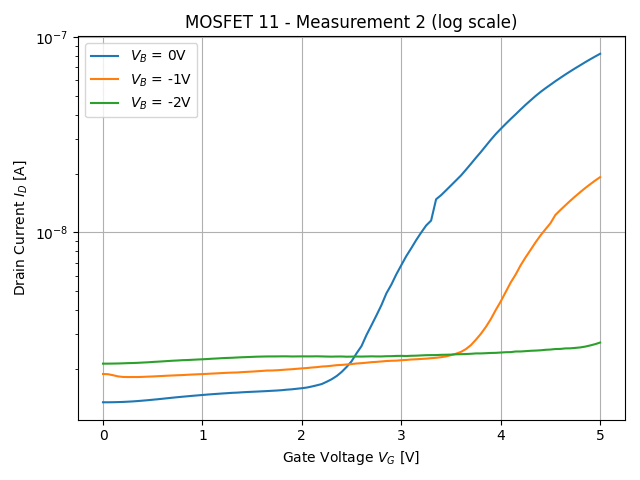 MOSFET 11 - Measurement 2 (log scale)
V_B = 0V
V_B = -1V
V_B = -2V
10^-7
10^-8
Drain Current I_D [A]
0 1 2 3 4 5
Gate Voltage V_G [V]